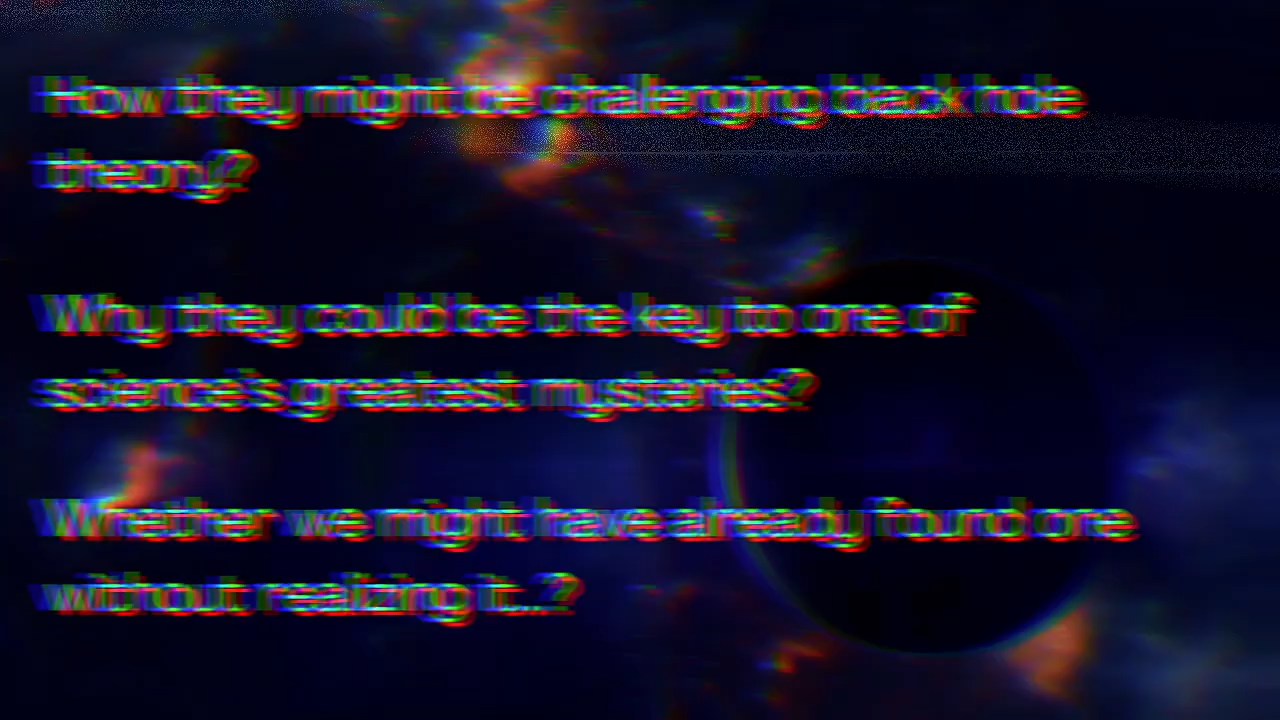 How they might be challenging black hole
theory?
Why they could be the key to one of
science's greatest mysteries?
Whether we might have already found one
without realizing it...?